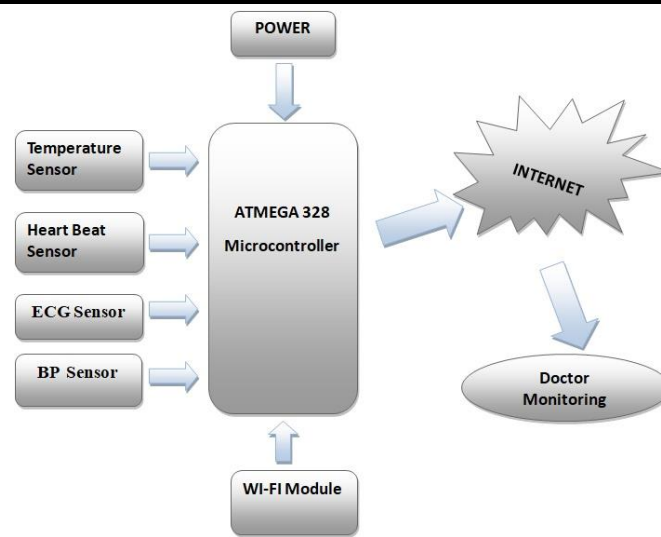 POWER
Temperature
Sensor
Heart Beat
Sensor
ECG Sensor
BP Sensor
ATMEGA 328
Microcontroller
INTERNET
Doctor
Monitoring
WI-FI Module